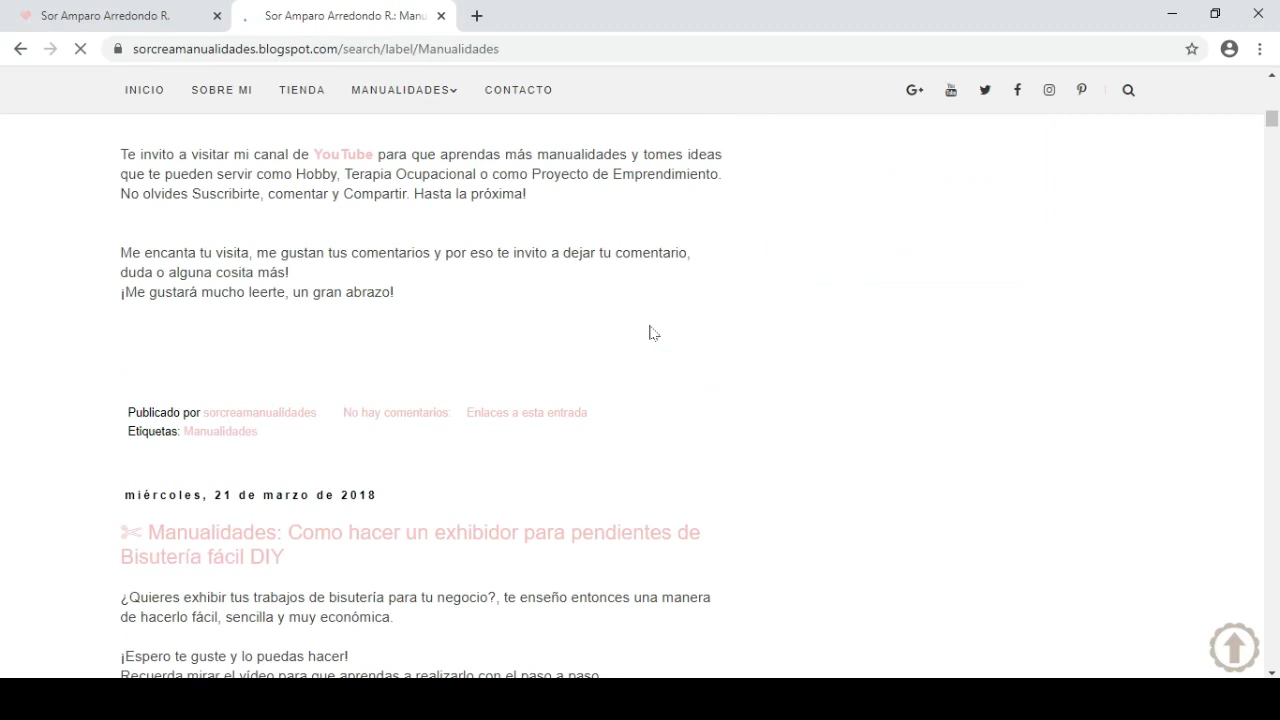 Sor Amparo Arredondo R.
Sor Amparo Arredondo R.: Manu
sorcreamanualidades.blogspot.com/search/label/Manualidades
INICIO SOBRE MI TIENDA MANUALIDADES CONTACTO
Te invito a visitar mi canal de YouTube para que aprendas más manualidades y tomes ideas
que te pueden servir como Hobby, Terapia Ocupacional o como Proyecto de Emprendimiento.
No olvides Suscribirte, comentar y Compartir. Hasta la próxima!
Me encanta tu visita, me gustan tus comentarios y por eso te invito a dejar tu comentario,
duda o alguna cosita más!
¡Me gustará mucho leerte, un gran abrazo!
Publicado por sorcreamanualidades No hay comentarios: Enlaces a esta entrada
Etiquetas: Manualidades
miércoles, 21 de marzo de 2018
✄ Manualidades: Como hacer un exhibidor para pendientes de
Bisutería fácil DIY
¿Quieres exhibir tus trabajos de bisutería para tu negocio?, te enseño entonces una manera
de hacerlo fácil, sencilla y muy económica.
¡Espero te guste y lo puedas hacer!
Recuerda mirar el vídeo para que aprendas a realizarlo con el paso a paso